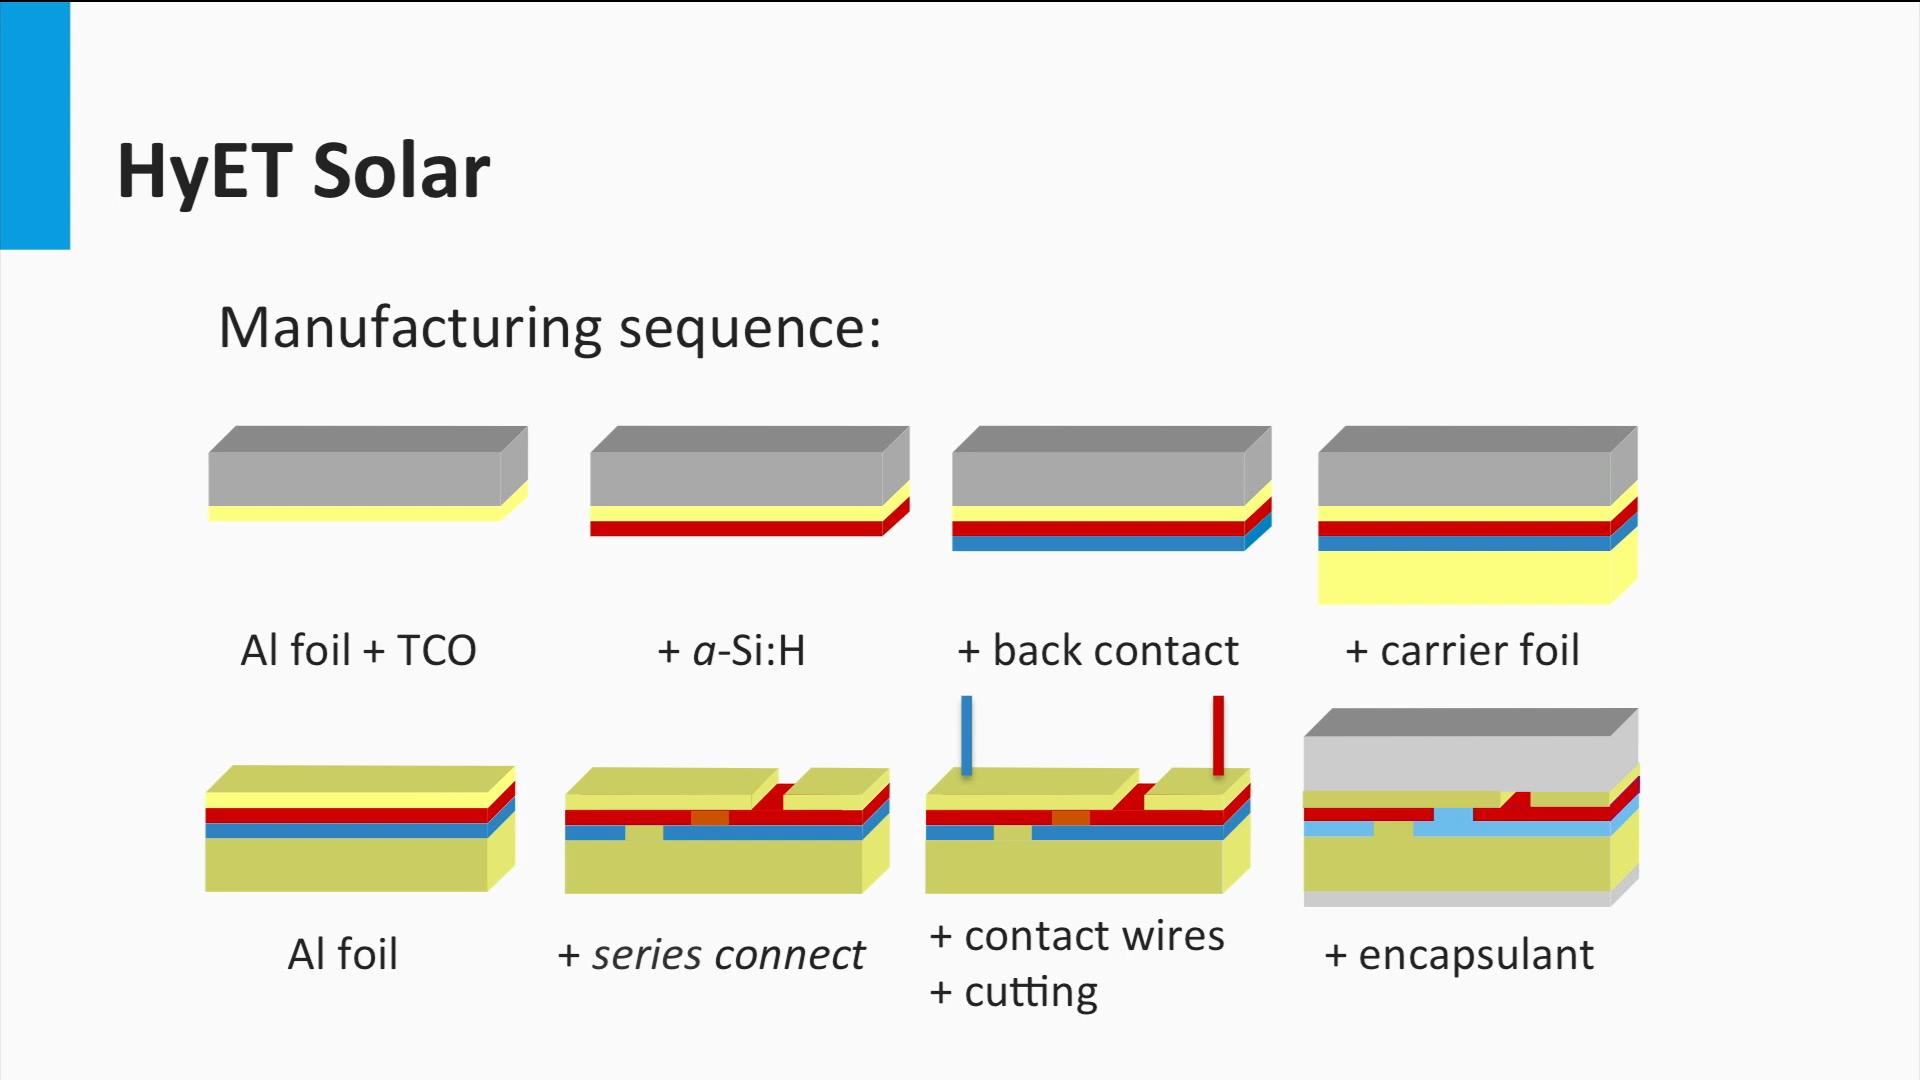 HyET Solar
Manufacturing sequence:
Al foil + TCO
+ a-Si:H
+ back contact
+ carrier foil
Al foil
+ series connect
+ contact wires
+ cutting
+ encapsulant